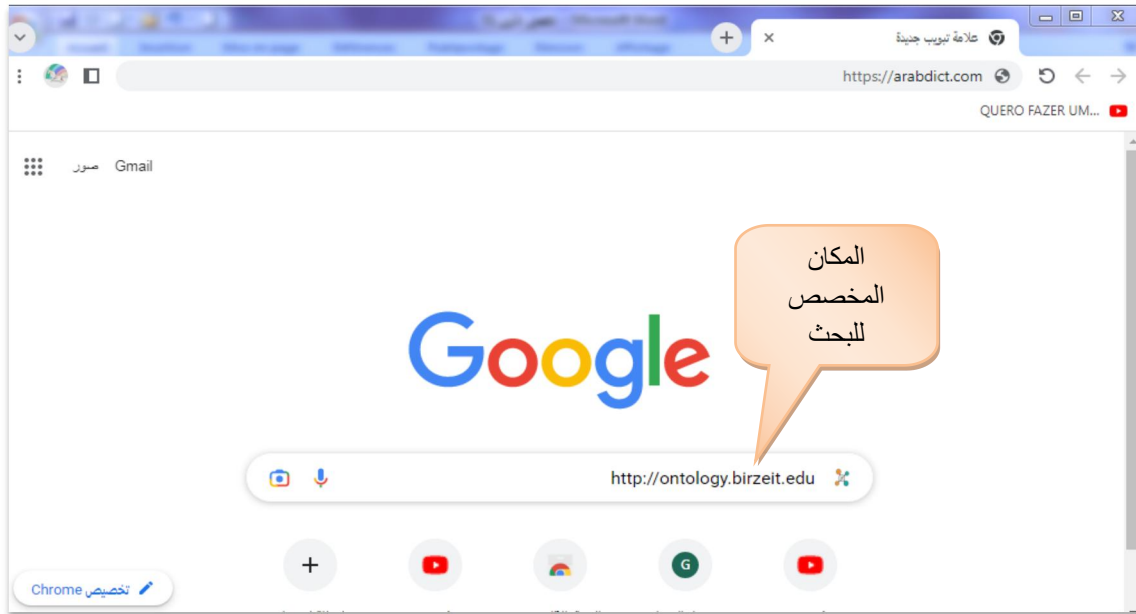 علامة تبويب جديدة
https://arabdict.com
QUERO FAZER UM...
Gmail صور
المكان
المخصص
للبحث
Google
http://ontology.birzeit.edu
G
تخصيص Chrome